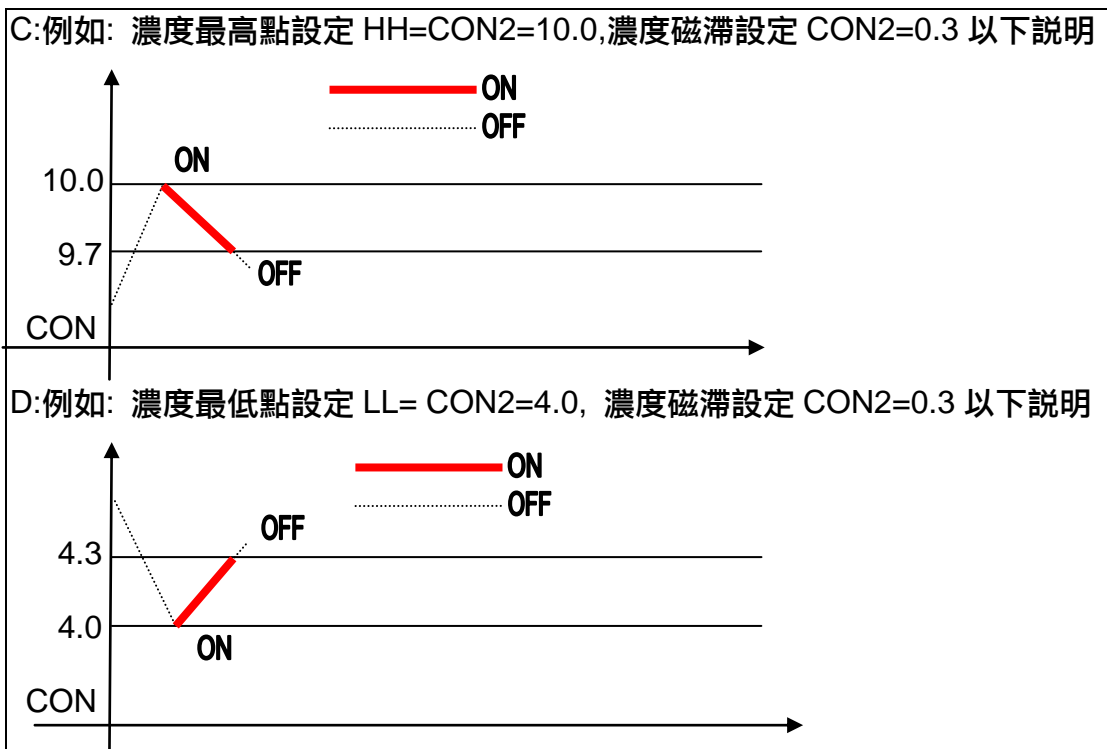 C:例如: 濃度最高點設定 HH=CON2=10.0,濃度磁滯設定 CON2=0.3 以下說明
ON
OFF
ON
10.0
9.7
OFF
CON
D:例如: 濃度最低點設定 LL= CON2=4.0, 濃度磁滯設定 CON2=0.3 以下說明
ON
OFF
OFF
4.3
4.0
ON
CON